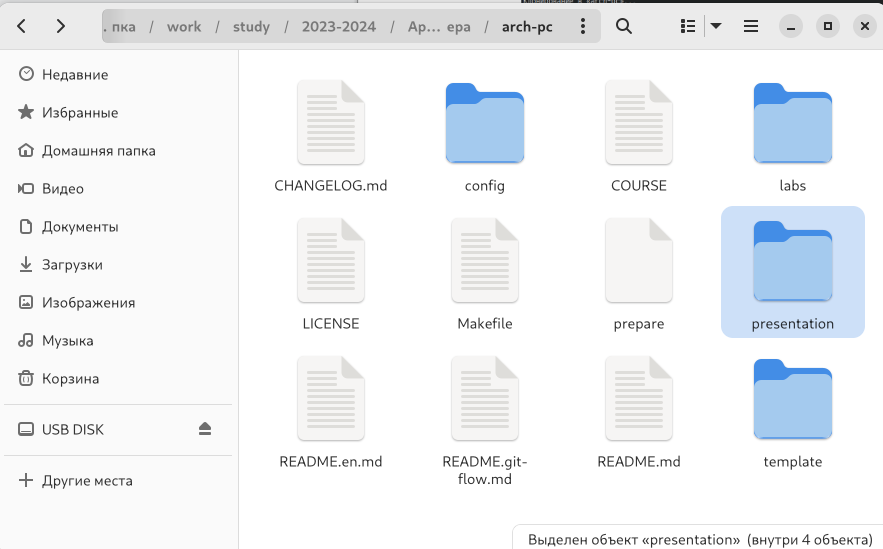 . пка / work / study / 2023-2024 / Ар… ера / arch-pc
Недавние
Избранные
Домашняя папка
Видео
Документы
Загрузки
Изображения
Музыка
Корзина
USB DISK
Другие места
CHANGELOG.md
config
COURSE
labs
LICENSE
Makefile
prepare
presentation
README.en.md
README.git-
flow.md
README.md
template
Выделен объект «presentation» (внутри 4 объекта)